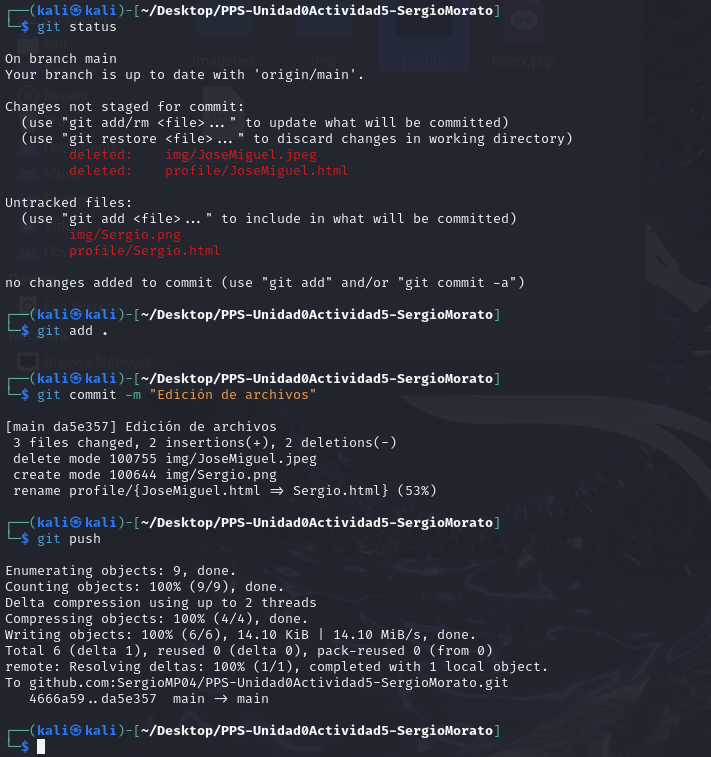 ┌──(kali㉿kali)-[~/Desktop/PPS-Unidad0Actividad5-SergioMorato]
└─$ git status
On branch main
Your branch is up to date with 'origin/main'.
Changes not staged for commit:
  (use "git add/rm <file>..." to update what will be committed)
  (use "git restore <file>..." to discard changes in working directory)
        deleted:    img/JoseMiguel.jpeg
        deleted:    profile/JoseMiguel.html
Untracked files:
  (use "git add <file>..." to include in what will be committed)
        img/Sergio.png
        profile/Sergio.html
no changes added to commit (use "git add" and/or "git commit -a")
┌──(kali㉿kali)-[~/Desktop/PPS-Unidad0Actividad5-SergioMorato]
└─$ git add .
Browse Network
┌──(kali㉿kali)-[~/Desktop/PPS-Unidad0Actividad5-SergioMorato]
└─$ git commit -m "Edición de archivos"
[main da5e357] Edición de archivos
 3 files changed, 2 insertions(+), 2 deletions(-)
 delete mode 100755 img/JoseMiguel.jpeg
 create mode 100644 img/Sergio.png
 rename profile/{JoseMiguel.html => Sergio.html} (53%)
┌──(kali㉿kali)-[~/Desktop/PPS-Unidad0Actividad5-SergioMorato]
└─$ git push
Enumerating objects: 9, done.
Counting objects: 100% (9/9), done.
Delta compression using up to 2 threads
Compressing objects: 100% (4/4), done.
Writing objects: 100% (6/6), 14.10 KiB | 14.10 MiB/s, done.
Total 6 (delta 1), reused 0 (delta 0), pack-reused 0 (from 0)
remote: Resolving deltas: 100% (1/1), completed with 1 local object.
To github.com:SergioMP04/PPS-Unidad0Actividad5-SergioMorato.git
   4666a59..da5e357  main -> main
┌──(kali㉿kali)-[~/Desktop/PPS-Unidad0Actividad5-SergioMorato]
└─$